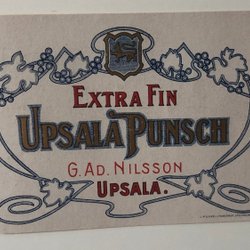 EXTRA FIN
UPSALA PUNSCH
G. AD. NILSSON
UPSALA.